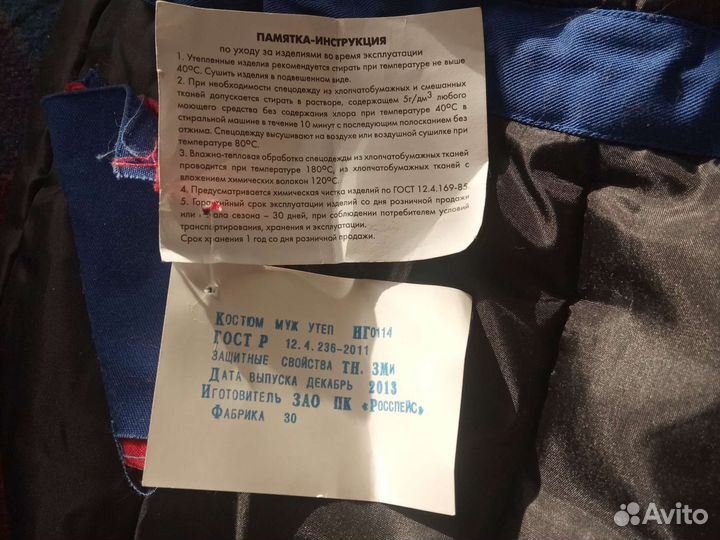 ПАМЯТКА-ИНСТРУКЦИЯ
по уходу за изделиями во время эксплуатации
1. Утепленные изделия рекомендуется стирать при температуре не выше
40°С. Сушить изделия в подвешенном виде.
2. При необходимости спецодежду из хлопчатобумажных и смешанных
тканей допускается стирать в растворе, содержащем 5г/дм³ любого
моющего средства без содержания хлора при температуре 40°С в
стиральной машине в течение 10 минут с последующим полосканием без
отжима. Спецодежду высушивают на воздухе или воздушной сушилке при
температуре 80°С.
3. Влажно-тепловая обработка спецодежды из хлопчатобумажных тканей
проводится при температуре 180°С, из хлопчатобумажных тканей с
вложением химических волокон 120°С.
4. Предусматривается химическая чистка изделий по ГОСТ 12.4.169-85
5. Гарантийный срок эксплуатации изделий со дня розничной продажи
или начала сезона – 30 дней, при соблюдении потребителем условий
транспортирования, хранения и эксплуатации.
Срок хранения 1 год со дня розничной продажи.
КОСТЮМ МУЖ УТЕП НГ0114
ГОСТ Р 12.4.236-2011
ЗАЩИТНЫЕ СВОЙСТВА ТН. ЗМи
ДАТА ВЫПУСКА ДЕКАБРЬ 2013
ИЗГОТОВИТЕЛЬ ЗАО ПК «РОССПЕЙС»
ФАБРИКА 30
Avito